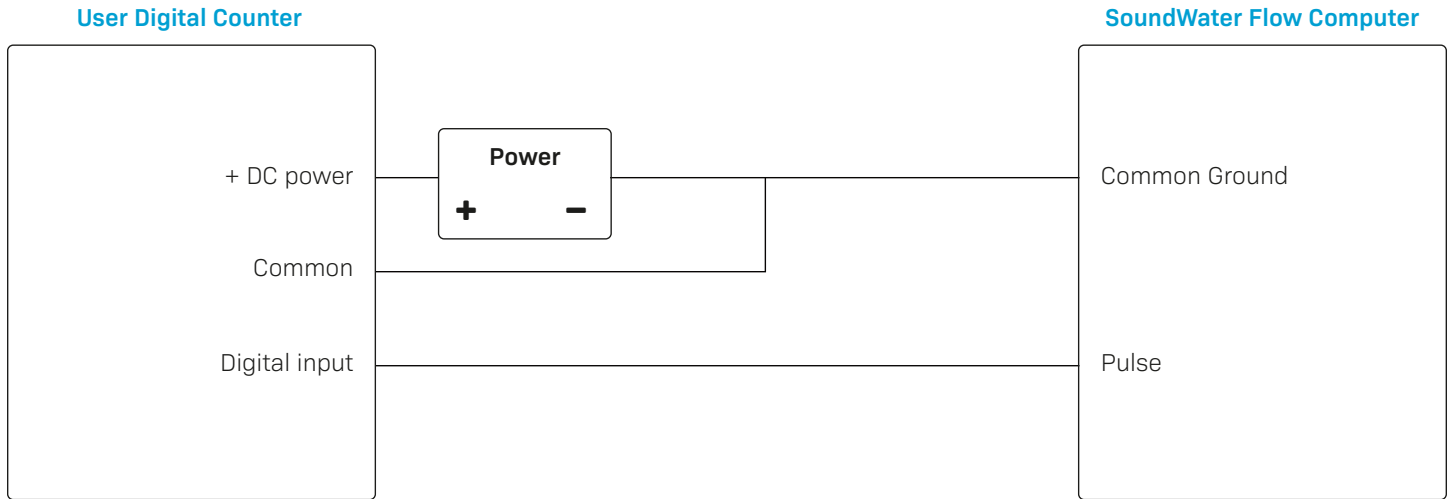 User Digital Counter
SoundWater Flow Computer
+ DC power
Power
+ −
Common Ground
Common
Digital input
Pulse